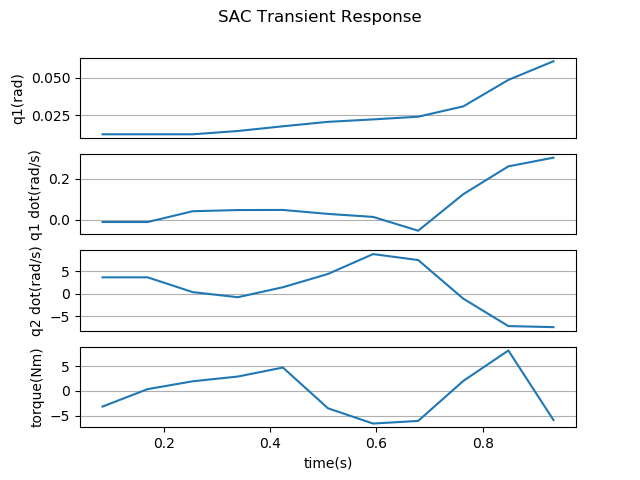 SAC Transient Response
q1(rad)
0.050
0.025
q1 dot(rad/s)
0.2
0.0
q2 dot(rad/s)
5
0
−5
torque(Nm)
5
0
−5
0.2 0.4 0.6 0.8
time(s)